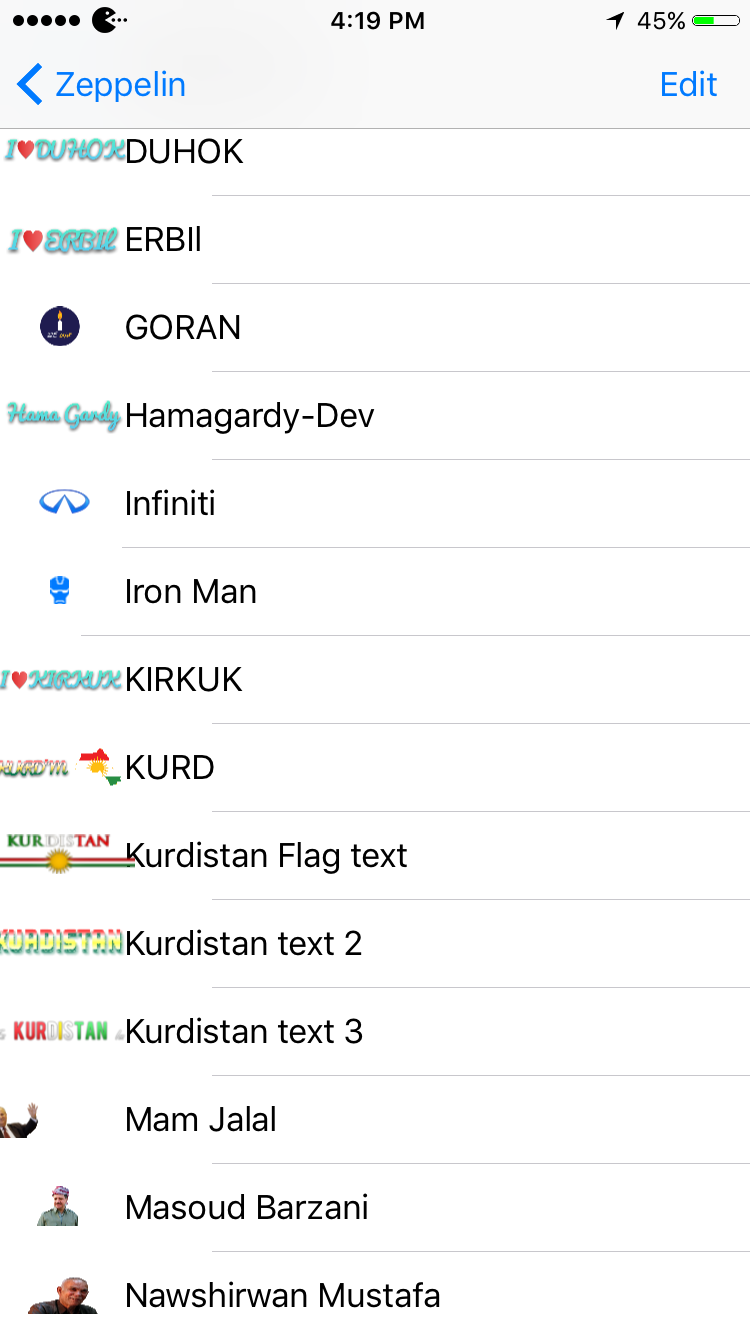 4:19 PM
45%
Zeppelin
Edit
I❤DUHOK DUHOK
I❤ERBIL ERBIl
GORAN
Hama Gardy Hamagardy-Dev
Infiniti
Iron Man
I❤KIRKUK KIRKUK
KURD
KURDISTAN Kurdistan Flag text
KURDISTAN Kurdistan text 2
KURDISTAN Kurdistan text 3
Mam Jalal
Masoud Barzani
Nawshirwan Mustafa